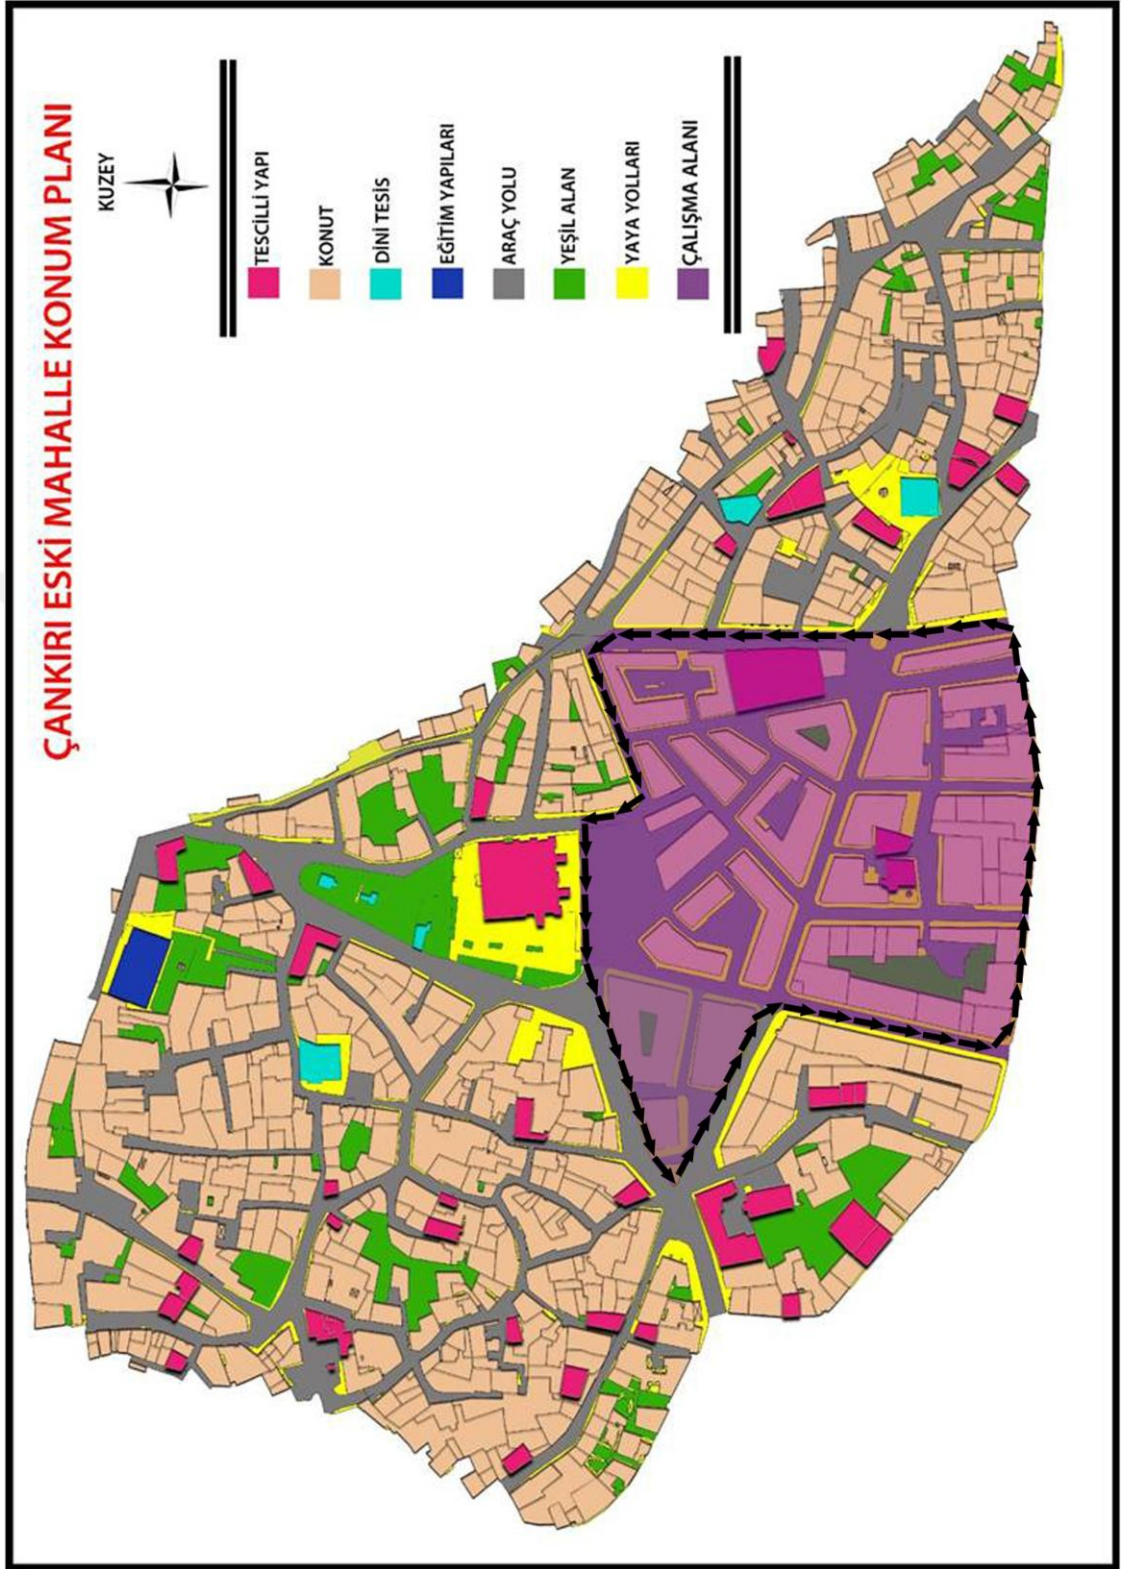 ÇANKIRI ESKİ MAHALLE KONUM PLANI
KUZEY
TESCİLLİ YAPI
KONUT
DİNİ TESİS
EĞİTİM YAPILARI
ARAÇ YOLU
YEŞİL ALAN
YAYA YOLLARI
ÇALIŞMA ALANI